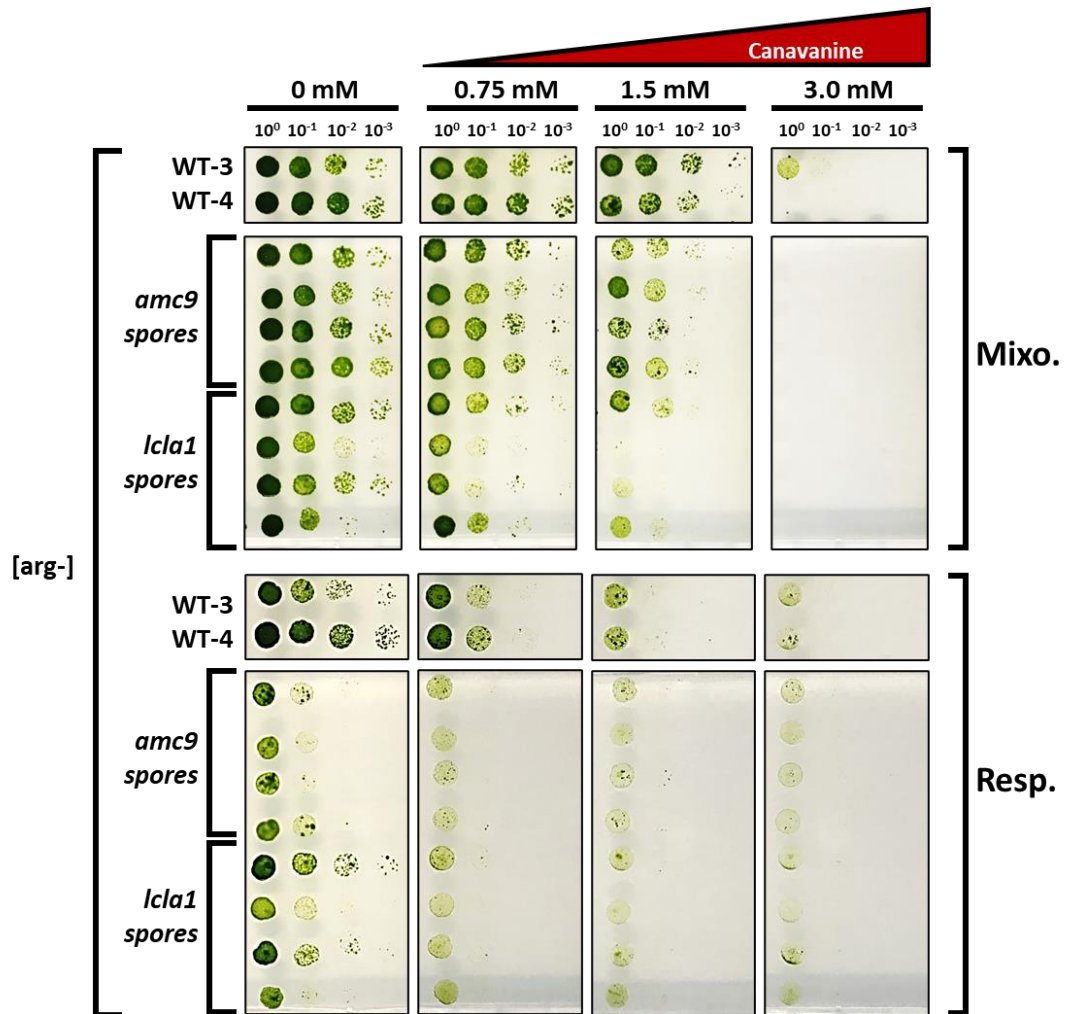 Canavanine
0 mM 0.75 mM 1.5 mM 3.0 mM
10⁰ 10⁻¹ 10⁻² 10⁻³ 10⁰ 10⁻¹ 10⁻² 10⁻³ 10⁰ 10⁻¹ 10⁻² 10⁻³ 10⁰ 10⁻¹ 10⁻² 10⁻³
WT-3
WT-4
amc9
spores
Mixo.
lcla1
spores
[arg-]
WT-3
WT-4
amc9
spores
Resp.
lcla1
spores